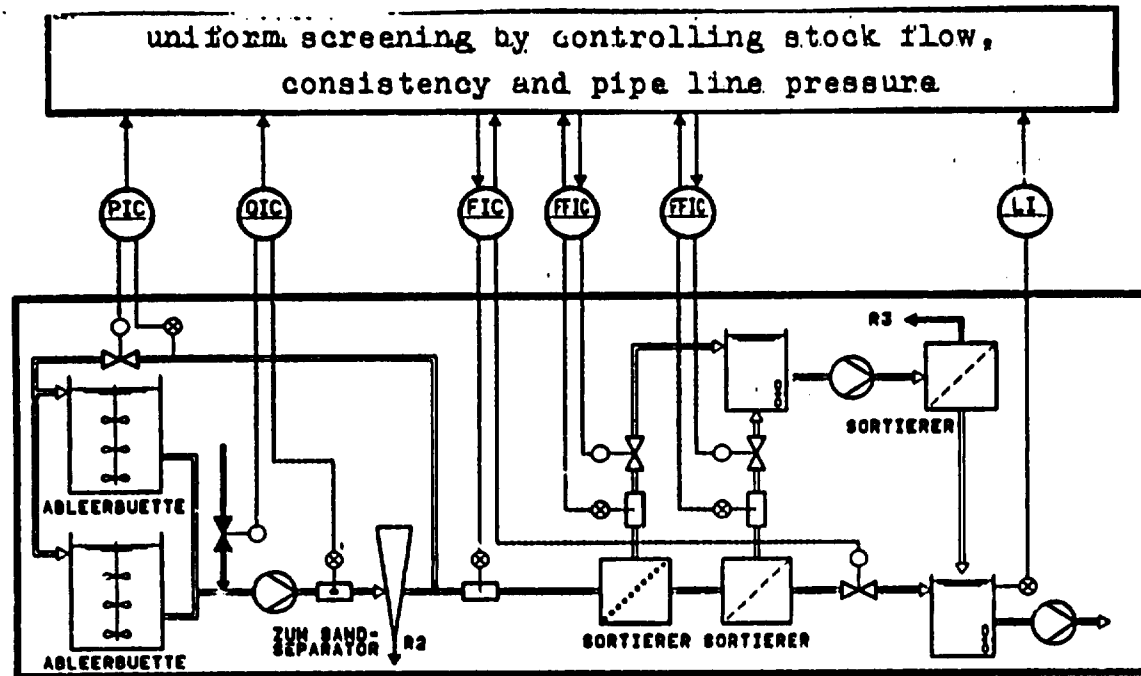 uniform screening by controlling stock flow,
consistency and pipe line pressure
PIC
QIC
FIC
FFIC
FFIC
LI
R3
SORTIERER
ABLEERBUETTE
ZUM SAND-
SEPARATOR
R2
SORTIERER SORTIERER
ABLEERBUETTE